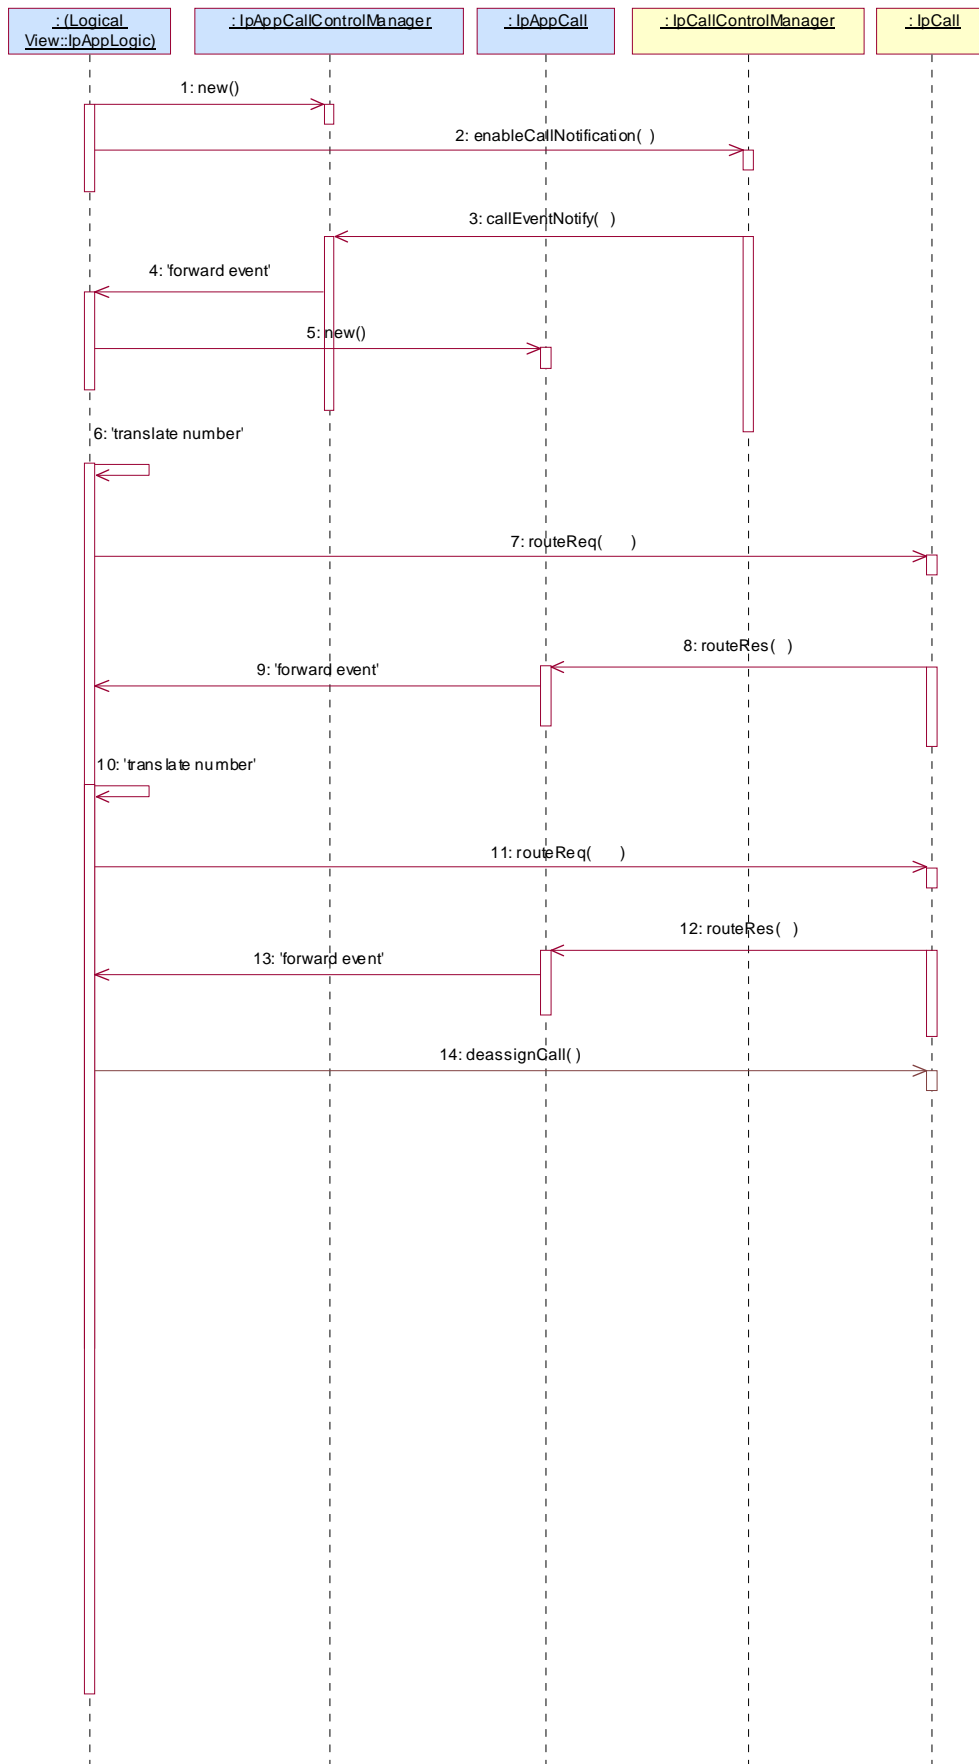 : (Logical
View::IpAppLogic)
: IpAppCallControlManager
: IpAppCall
: IpCallControlManager
: IpCall
1: new()
2: enableCallNotification( )
3: callEventNotify( )
4: 'forward event'
5: new()
6: 'translate number'
7: routeReq( )
8: routeRes( )
9: 'forward event'
10: 'translate number'
11: routeReq( )
12: routeRes( )
13: 'forward event'
14: deassignCall( )